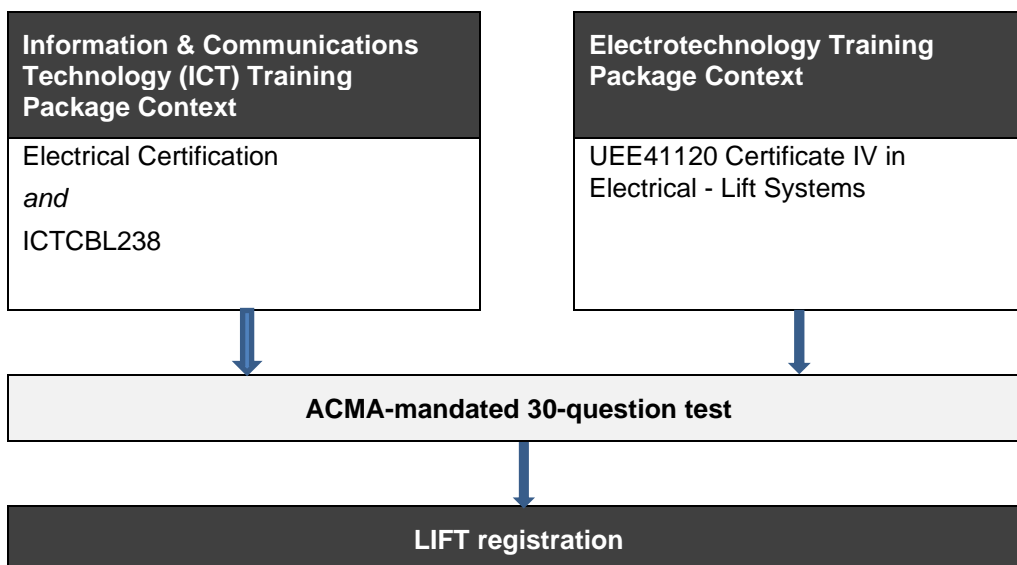 Information & Communications
Technology (ICT) Training
Package Context
Electrical Certification
and
ICTCBL238
Electrotechnology Training
Package Context
UEE41120 Certificate IV in
Electrical - Lift Systems
ACMA-mandated 30-question test
LIFT registration